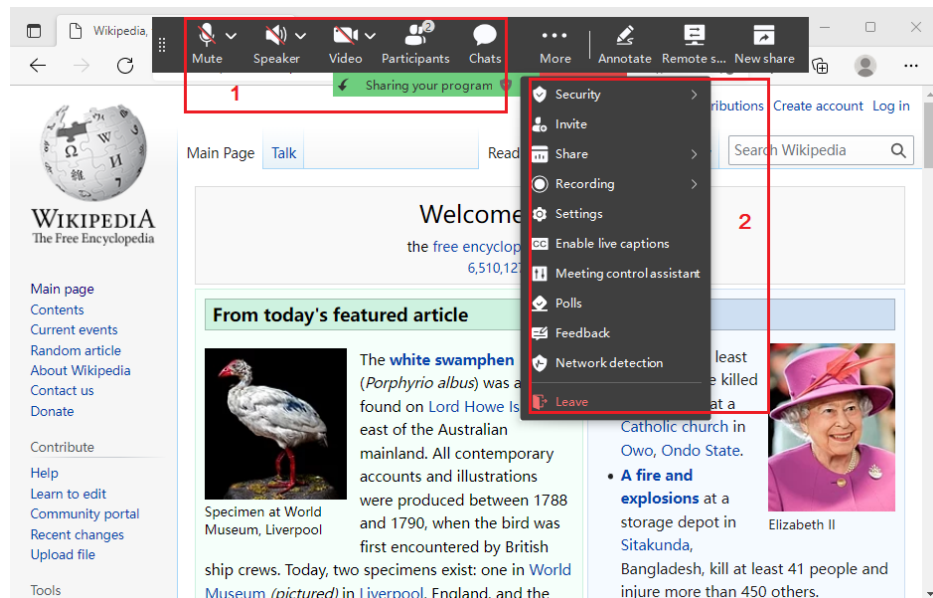 Wikipedia,
Mute
Speaker
Video
2
Participants
Chats
More
Annotate
Remote s...
New share
Sharing your program
1
ributions Create account Log in
Main Page Talk
Read
Search Wikipedia
WIKIPEDIA
The Free Encyclopedia
Main page
Contents
Current events
Random article
About Wikipedia
Contact us
Donate
Contribute
Help
Learn to edit
Community portal
Recent changes
Upload file
Tools
Security
Invite
Share
Recording
Settings
CC Enable live captions
Meeting control assistant
Polls
Feedback
Network detection
Leave
2
Welcome
the free encyclop
6,510,127
From today's featured article
The white swamphen
(Porphyrio albus) was a
found on Lord Howe Is
east of the Australian
mainland. All contemporary
accounts and illustrations
were produced between 1788
and 1790, when the bird was
first encountered by British
ship crews. Today, two specimens exist: one in World
Museum (pictured) in Liverpool, England, and the
Specimen at World
Museum, Liverpool
least
killed
at a
Catholic church in
Owo, Ondo State.
• A fire and
explosions at a
storage depot in
Sitakunda,
Bangladesh, kill at least 41 people and
injure more than 450 others.
Elizabeth II